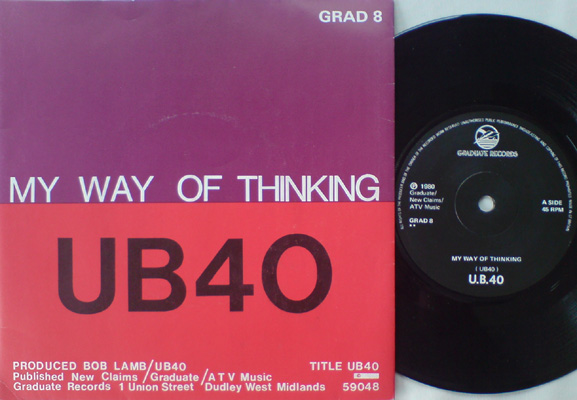 GRAD 8
MY WAY OF THINKING
UB40
PRODUCED BOB LAMB/UB40 TITLE UB40
Published New Claims/Graduate/ATV Music
Graduate Records 1 Union Street Dudley West Midlands 59048
GRADUATE RECORDS
℗ 1980
Graduate/
New Claims/
ATV Music
GRAD 8
**
A SIDE
45 RPM
MY WAY OF THINKING
(UB40)
U.B.40